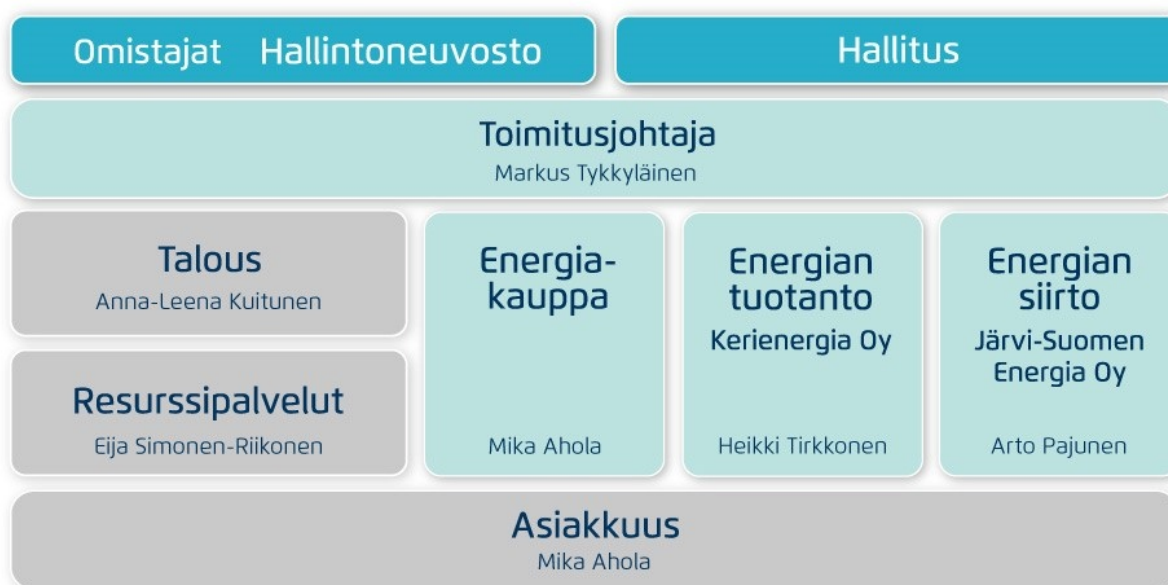 Omistajat Hallintoneuvosto
Hallitus
Toimitusjohtaja
Markus Tykkyläinen
Talous
Anna-Leena Kuitunen
Resurssipalvelut
Eija Simonen-Riikonen
Energia-
kauppa
Mika Ahola
Energian
tuotanto
Kerienergia Oy
Heikki Tirkkonen
Energian
siirto
Järvi-Suomen
Energia Oy
Arto Pajunen
Asiakkuus
Mika Ahola